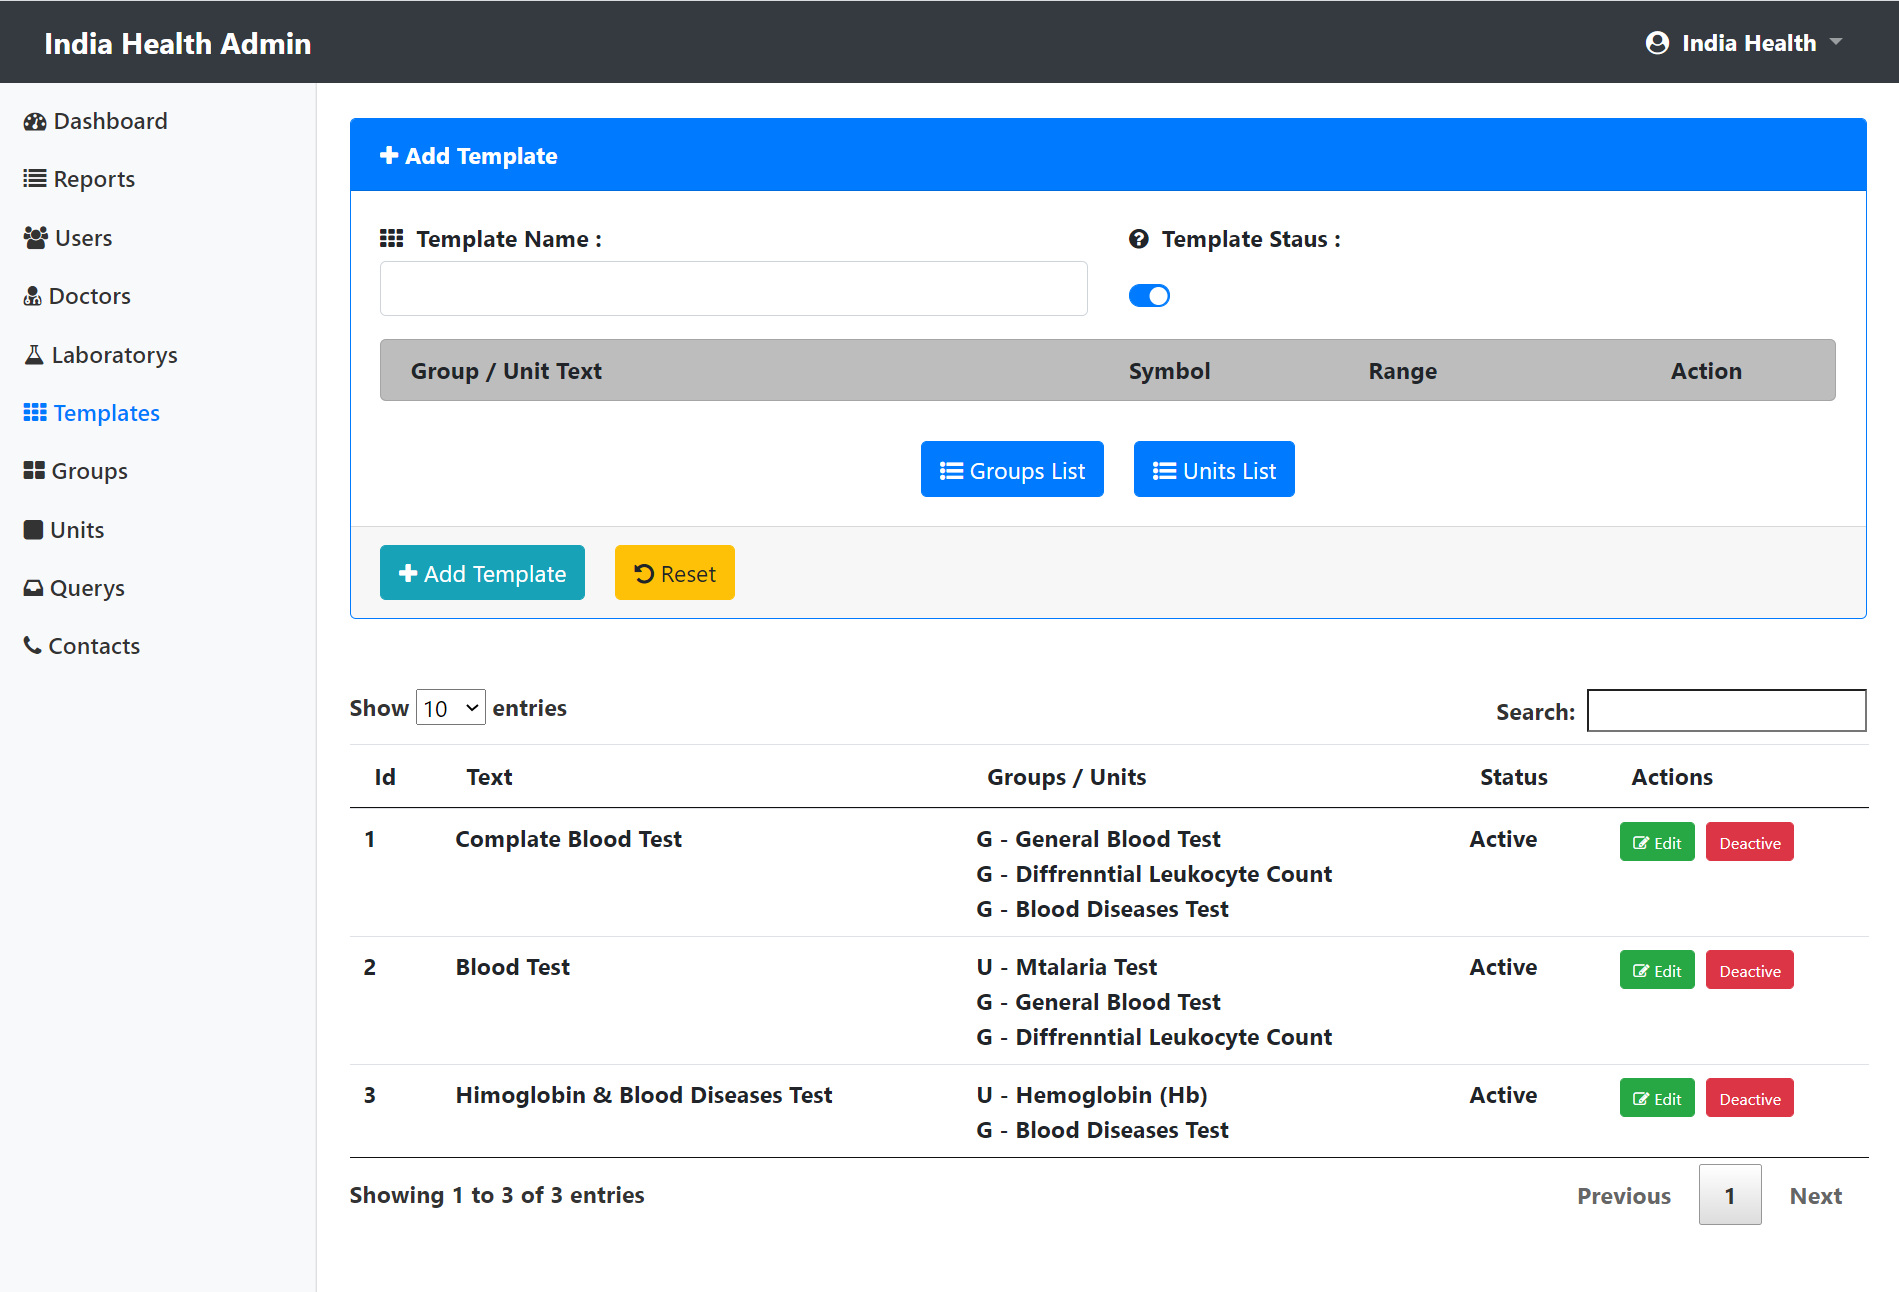 India Health Admin
India Health
Dashboard
Reports
Users
Doctors
Laboratorys
Templates
Groups
Units
Querys
Contacts
Add Template
Template Name :
Template Staus :
Group / Unit Text Symbol Range Action
Groups List Units List
Add Template Reset
Show 10 entries
Search:
Id Text Groups / Units Status Actions
1 Complate Blood Test G - General Blood Test Active Edit Deactive
G - Diffrenntial Leukocyte Count
G - Blood Diseases Test
2 Blood Test U - Mtalaria Test Active Edit Deactive
G - General Blood Test
G - Diffrenntial Leukocyte Count
3 Himoglobin & Blood Diseases Test U - Hemoglobin (Hb) Active Edit Deactive
G - Blood Diseases Test
Showing 1 to 3 of 3 entries
Previous 1 Next